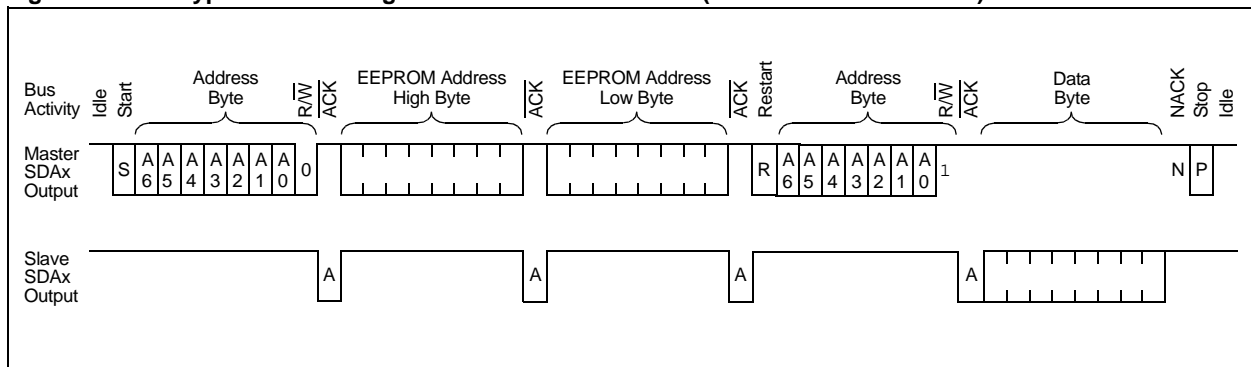 Bus
Activity
Idle
Start
Address
Byte
R/W
ACK
EEPROM Address
High Byte
ACK
EEPROM Address
Low Byte
ACK
Restart
Address
Byte
R/W
ACK
Data
Byte
NACK
Stop
Idle
Master
SDAx
Output
S A6 A5 A4 A3 A2 A1 A0 0 R A6 A5 A4 A3 A2 A1 A0 1 N P
Slave
SDAx
Output
A A A A